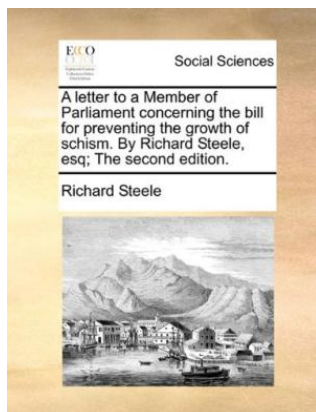 ECCO
Social Sciences
A letter to a Member of
Parliament concerning the bill
for preventing the growth of
schism. By Richard Steele,
esq; The second edition.
Richard Steele